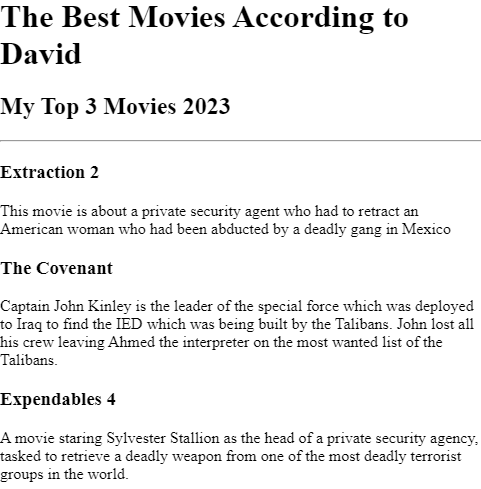 The Best Movies According to
David
My Top 3 Movies 2023
Extraction 2
This movie is about a private security agent who had to retract an
American woman who had been abducted by a deadly gang in Mexico
The Covenant
Captain John Kinley is the leader of the special force which was deployed
to Iraq to find the IED which was being built by the Talibans. John lost all
his crew leaving Ahmed the interpreter on the most wanted list of the
Talibans.
Expendables 4
A movie staring Sylvester Stallion as the head of a private security agency,
tasked to retrieve a deadly weapon from one of the most deadly terrorist
groups in the world.